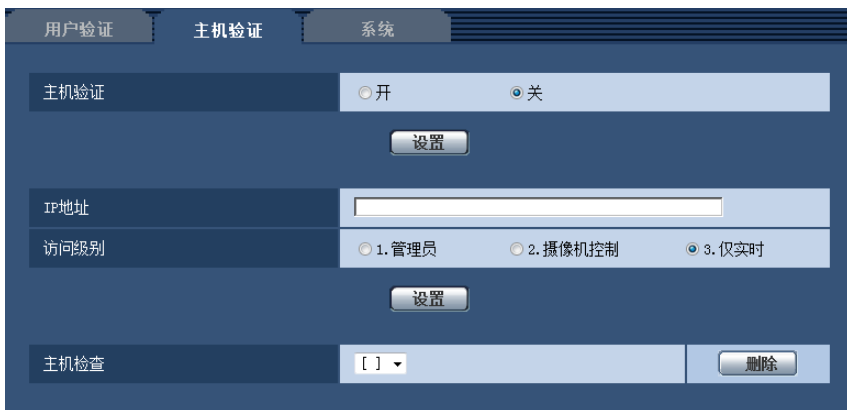 用户验证 主机验证 系统
主机验证 开 关
设置
IP地址
访问级别 1.管理员 2.摄像机控制 3.仅实时
设置
主机检查 [ ] 删除